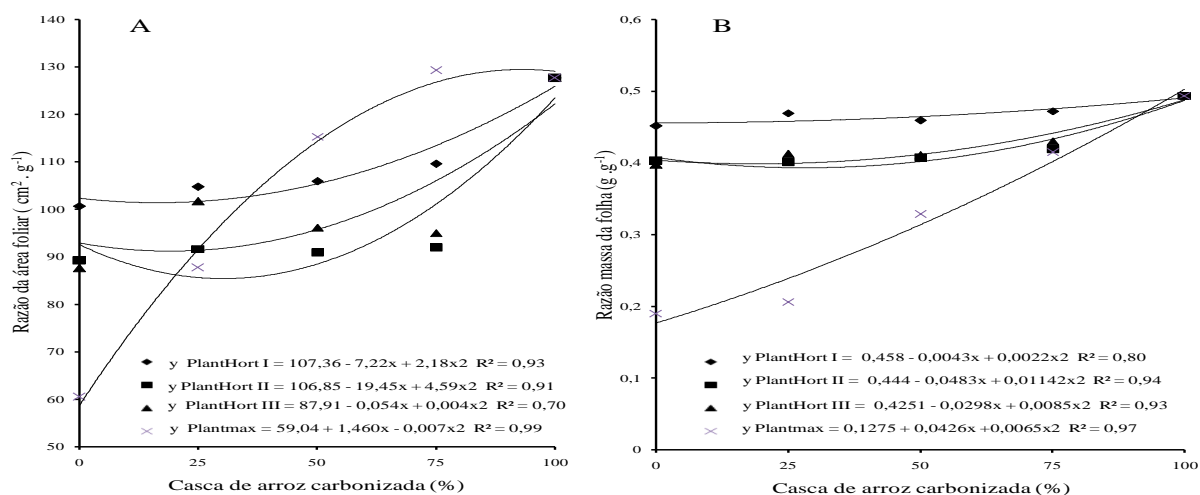 A
Razão da área foliar ( cm². g⁻¹)
140
130
120
110
100
90
80
70
60
50
y PlantHort I = 107,36 - 7,22x + 2,18x2 R² = 0,93
y PlantHort II = 106,85 - 19,45x + 4,59x2 R² = 0,91
y PlantHort III = 87,91 - 0,054x + 0,004x2 R² = 0,70
y Plantmax = 59,04 + 1,460x - 0,007x2 R² = 0,99
0 25 50 75 100
Casca de arroz carbonizada (%)
B
Razão massa da folha (g .g⁻¹)
0,6
0,5
0,4
0,3
0,2
0,1
0
y PlantHort I = 0,458 - 0,0043x + 0,0022x2 R² = 0,80
y PlantHort II = 0,444 - 0,0483x + 0,01142x2 R² = 0,94
y PlantHort III = 0,4251 - 0,0298x + 0,0085x2 R² = 0,93
y Plantmax = 0,1275 + 0,0426x +0,0065x2 R² = 0,97
0 25 50 75 100
Casca de arroz carbonizada (%)